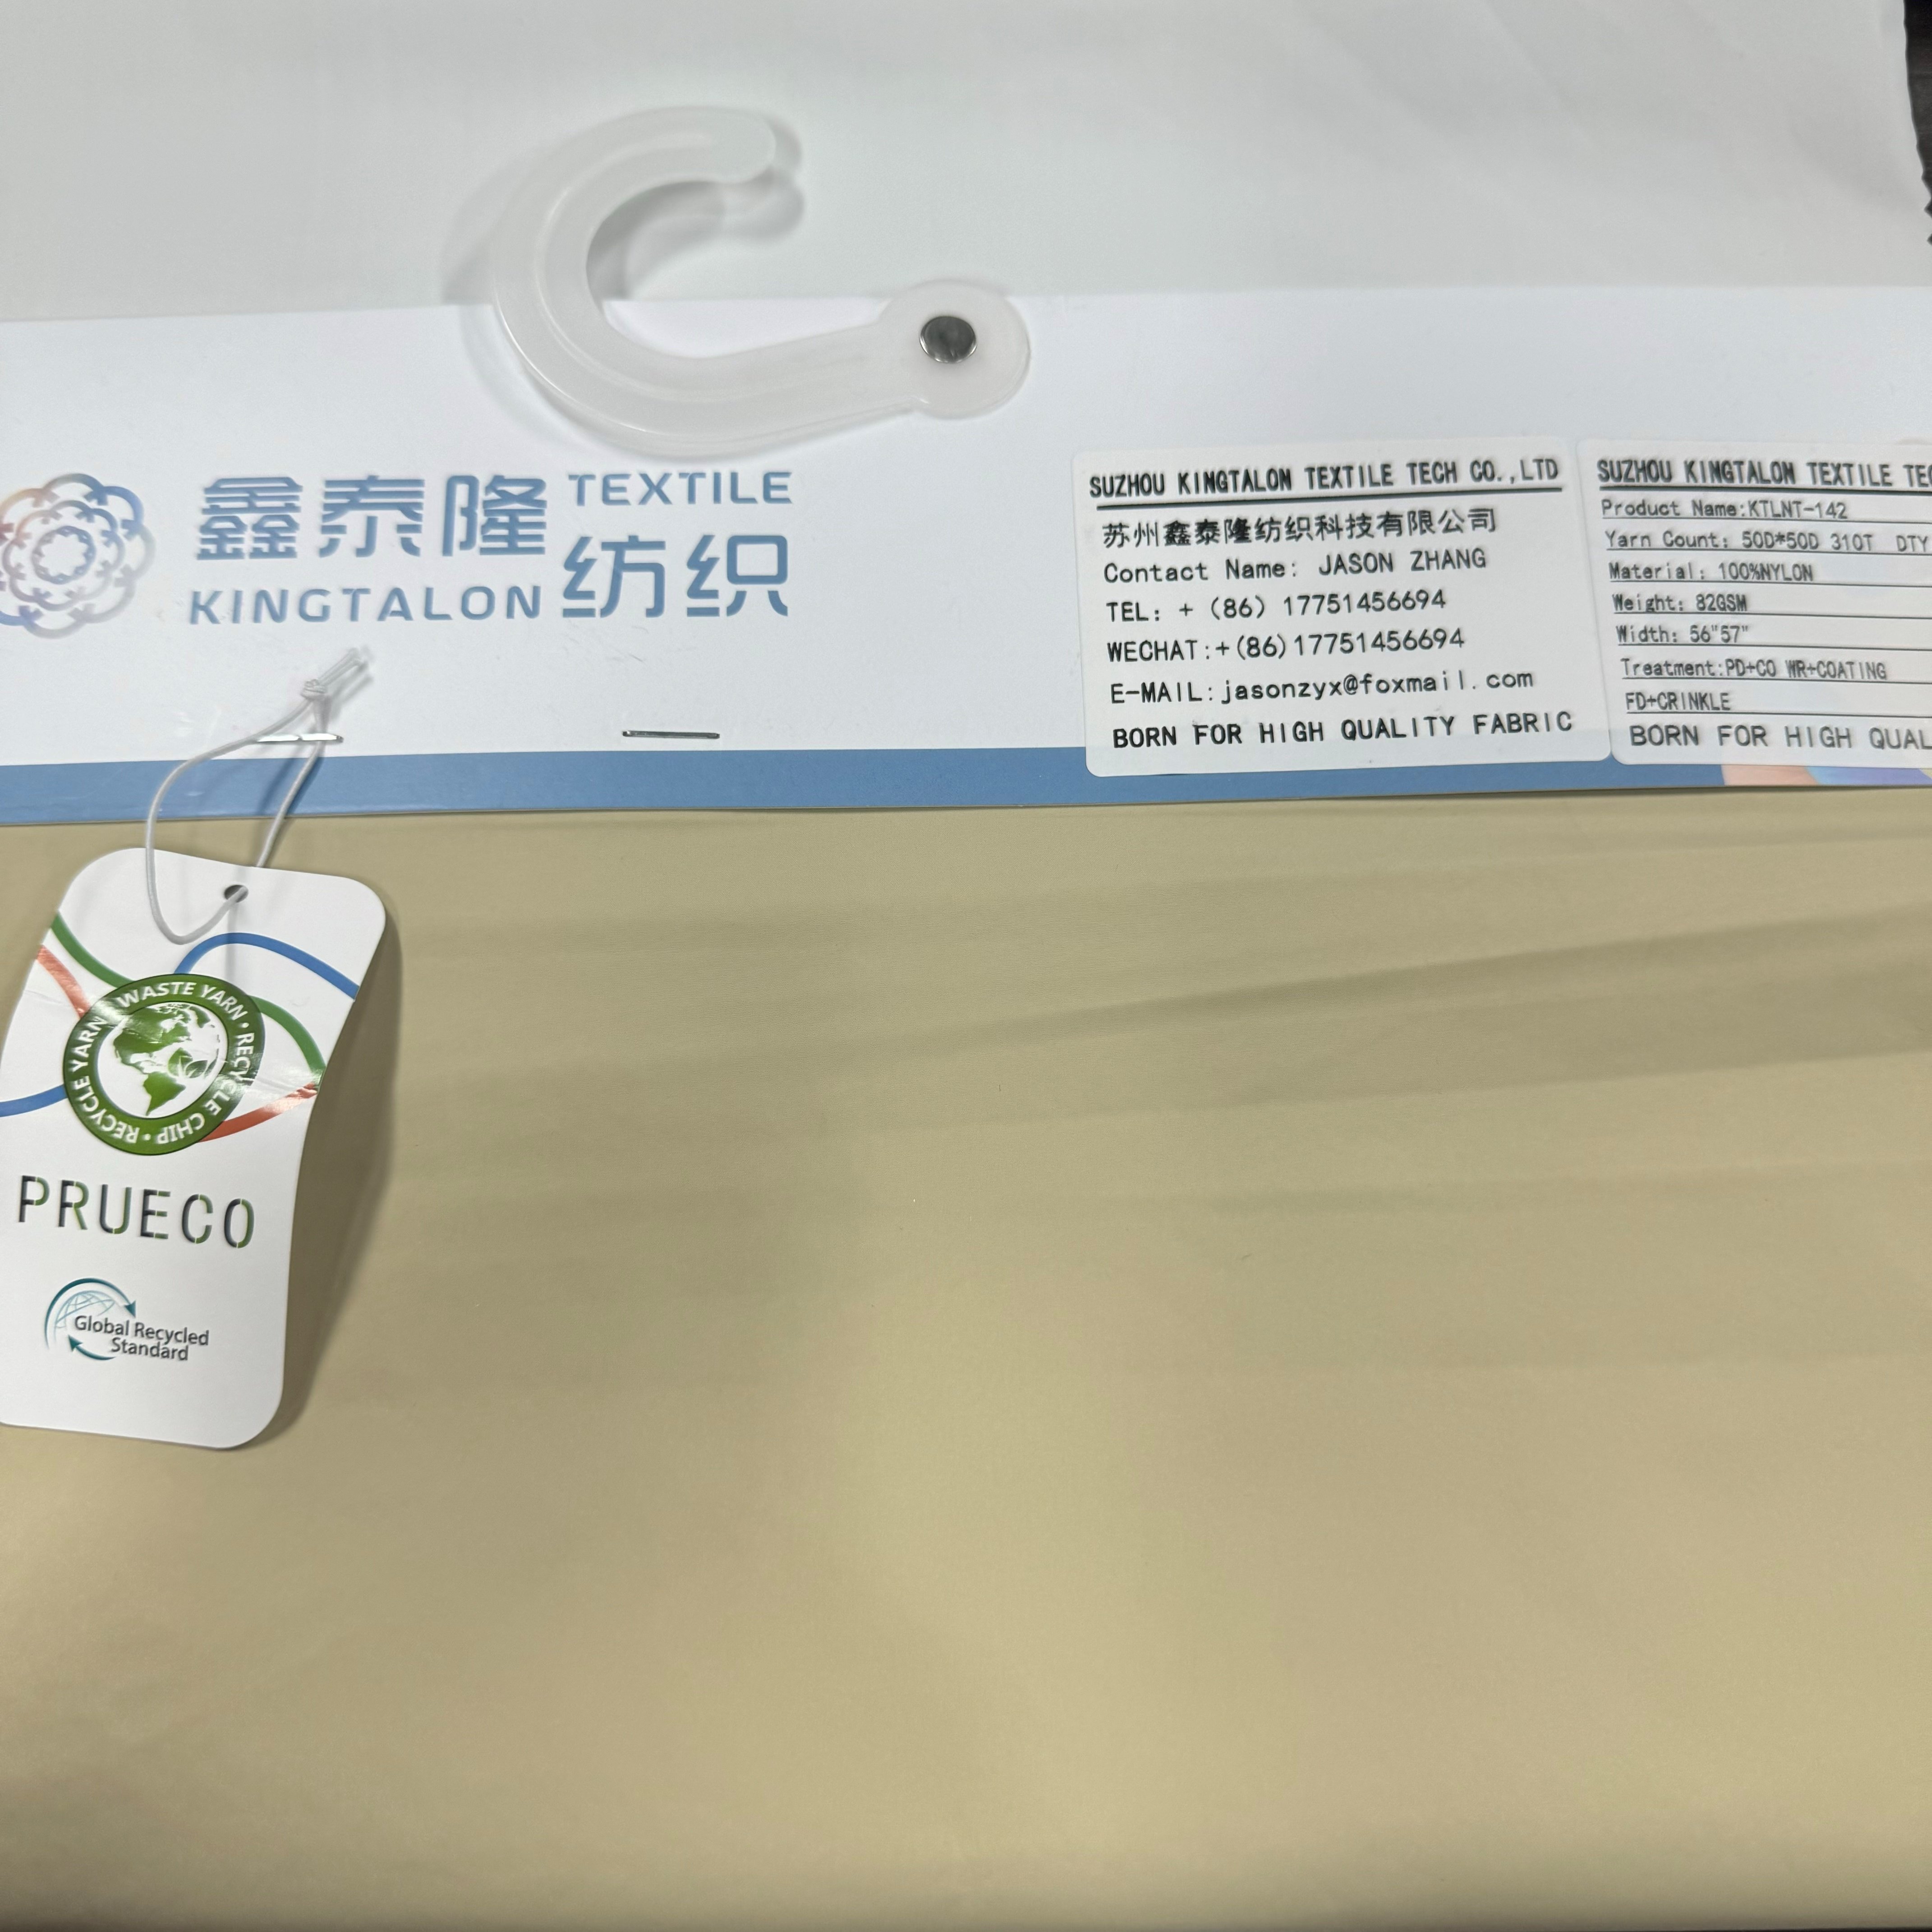 鑫泰隆 TEXTILE
KINGTALON 纺织
SUZHOU KINGTALON TEXTILE TECH CO.,LTD
苏州鑫泰隆纺织科技有限公司
Contact Name: JASON ZHANG
TEL: + (86) 17751456694
WECHAT:+(86)17751456694
E-MAIL:jasonzyx@foxmail.com
BORN FOR HIGH QUALITY FABRIC
SUZHOU KINGTALON TEXTILE
Product Name:KTLNT-142
Yarn Count: 50D*50D 310T DTY
Material: 100%NYLON
Weight: 82GSM
Width: 56"57"
Treatment:PD+CO WR+COATING
FD+CRINKLE
BORN FOR HIGH
RECYCLE YARN • WASTE YARN • RECYCLE CHIP •
PRUECO
Global Recycled
Standard